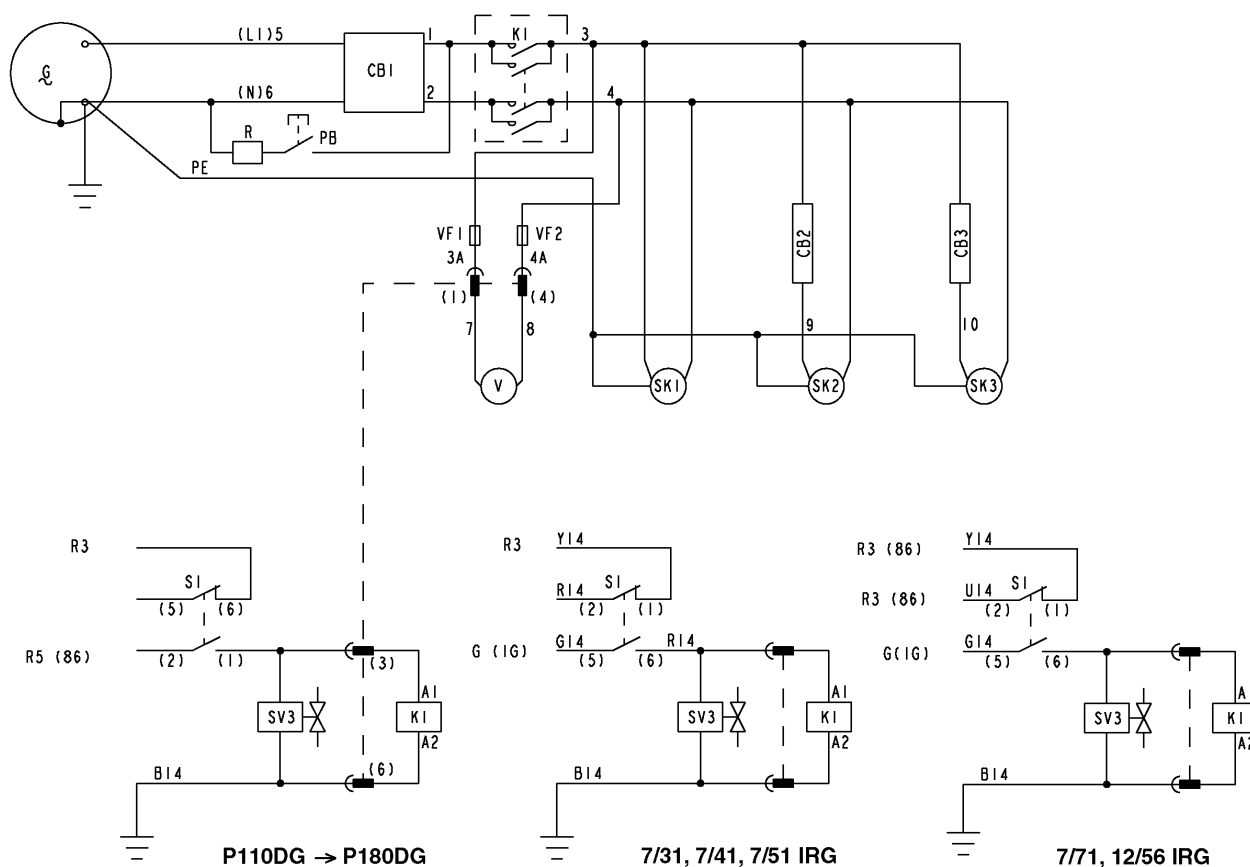 G
(L1)5
1
K1
3
CB1
(N)6
2
4
R
PB
PE
VF1
VF2
3A
4A
CB2
CB3
(1)
(4)
7
8
9
10
V
SK1
SK2
SK3
R3
S1
(5)
(6)
R5 (86)
(2)
(1)
(3)
SV3
A1
K1
A2
B14
(6)
P110DG → P180DG
R3
Y14
S1
R14
(2)
(1)
G (IG)
G14
(5)
(6)
R14
SV3
A1
K1
A2
B14
7/31, 7/41, 7/51 IRG
R3 (86)
Y14
S1
R3 (86)
U14
(2)
(1)
G(IG)
G14
(5)
(6)
SV3
A
K1
A2
B14
7/71, 12/56 IRG